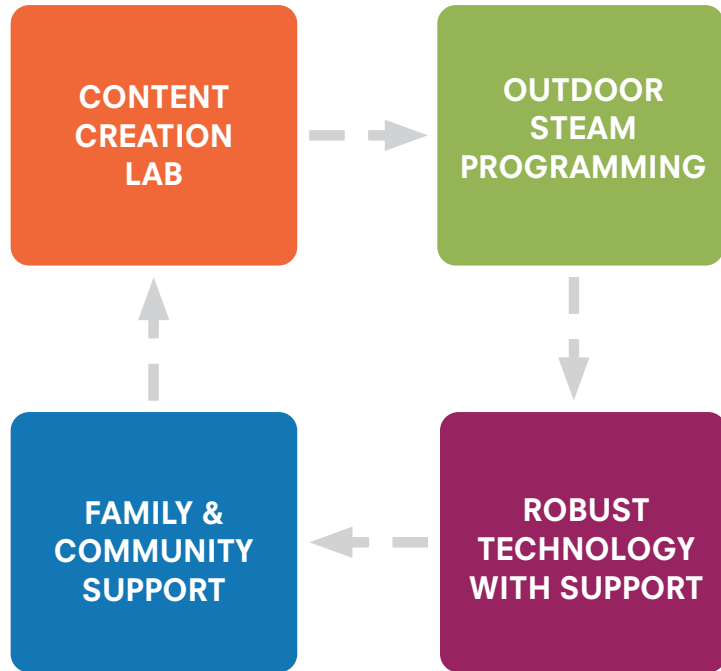 CONTENT
CREATION
LAB
OUTDOOR
STEAM
PROGRAMMING
FAMILY &
COMMUNITY
SUPPORT
ROBUST
TECHNOLOGY
WITH SUPPORT